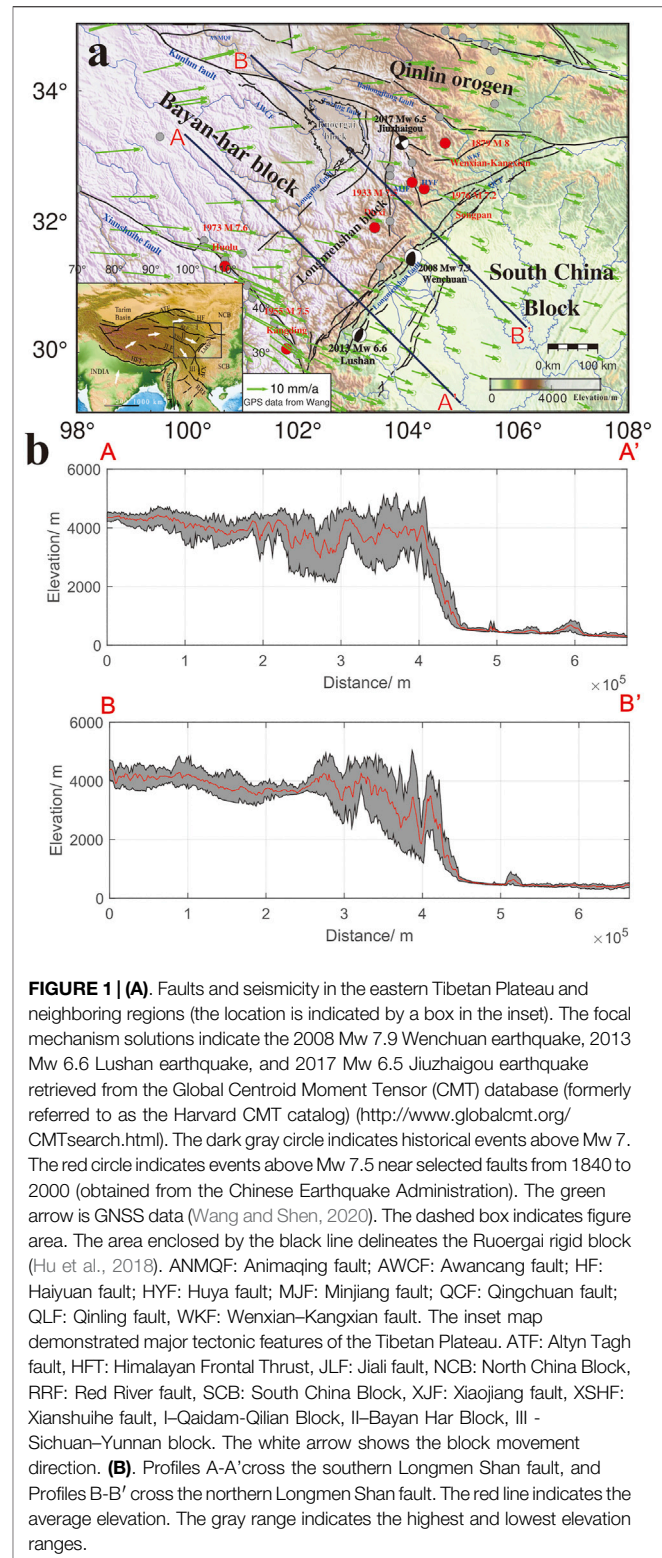 a
ANMQF
Kunlun fault
B
34°
Qinlin orogen
Bayan-har block
AWCF
2017 Mw 6.5
Jiuzhaigou
1879 M 8
Wenxian-Kangxian
A
HYF
32°
Xianshuihe fault
1973 M 7.6
Huolu
Longmenshan block
Songpan
70° 80° 90° 100° 110°
2008 Mw 7.9
Wenchuan
South China
Block
Tarim
Basin
ATF
HF
NCB
40°
1955 M 7.5
Kangding
30°
30°
INDIA
SCB
2013 Mw 6.6
Lushan
B
10 mm/a
GPS data from Wang
A
0 km 100
0 4000 Elevation/m
98° 100° 102° 104° 106° 108°
b
A A'
6000
4000
2000
0
Elevation/ m
0 1 2 3 4 5 6
Distance/ m
×10⁵
B B'
6000
4000
2000
0
Elevation/ m
0 1 2 3 4 5 6
Distance/ m
×10⁵
FIGURE 1 | (A). Faults and seismicity in the eastern Tibetan Plateau and
neighboring regions (the location is indicated by a box in the inset). The focal
mechanism solutions indicate the 2008 Mw 7.9 Wenchuan earthquake, 2013
Mw 6.6 Lushan earthquake, and 2017 Mw 6.5 Jiuzhaigou earthquake
retrieved from the Global Centroid Moment Tensor (CMT) database (formerly
referred to as the Harvard CMT catalog) (http://www.globalcmt.org/
CMTsearch.html). The dark gray circle indicates historical events above Mw 7.
The red circle indicates events above Mw 7.5 near selected faults from 1840 to
2000 (obtained from the Chinese Earthquake Administration). The green
arrow is GNSS data (Wang and Shen, 2020). The dashed box indicates figure
area. The area enclosed by the black line delineates the Ruoergai rigid block
(Hu et al., 2018). ANMQF: Animaqing fault; AWCF: Awancang fault; HF:
Haiyuan fault; HYF: Huya fault; MJF: Minjiang fault; QCF: Qingchuan fault;
QLF: Qinling fault, WKF: Wenxian–Kangxian fault. The inset map
demonstrated major tectonic features of the Tibetan Plateau. ATF: Altyn Tagh
fault, HFT: Himalayan Frontal Thrust, JLF: Jiali fault, NCB: North China Block,
RRF: Red River fault, SCB: South China Block, XJF: Xiaojiang fault, XSHF:
Xianshuihe fault, I–Qaidam-Qilian Block, II–Bayan Har Block, III -
Sichuan–Yunnan block. The white arrow shows the block movement
direction. (B). Profiles A-A'cross the southern Longmen Shan fault, and
Profiles B-B′ cross the northern Longmen Shan fault. The red line indicates the
average elevation. The gray range indicates the highest and lowest elevation
ranges.